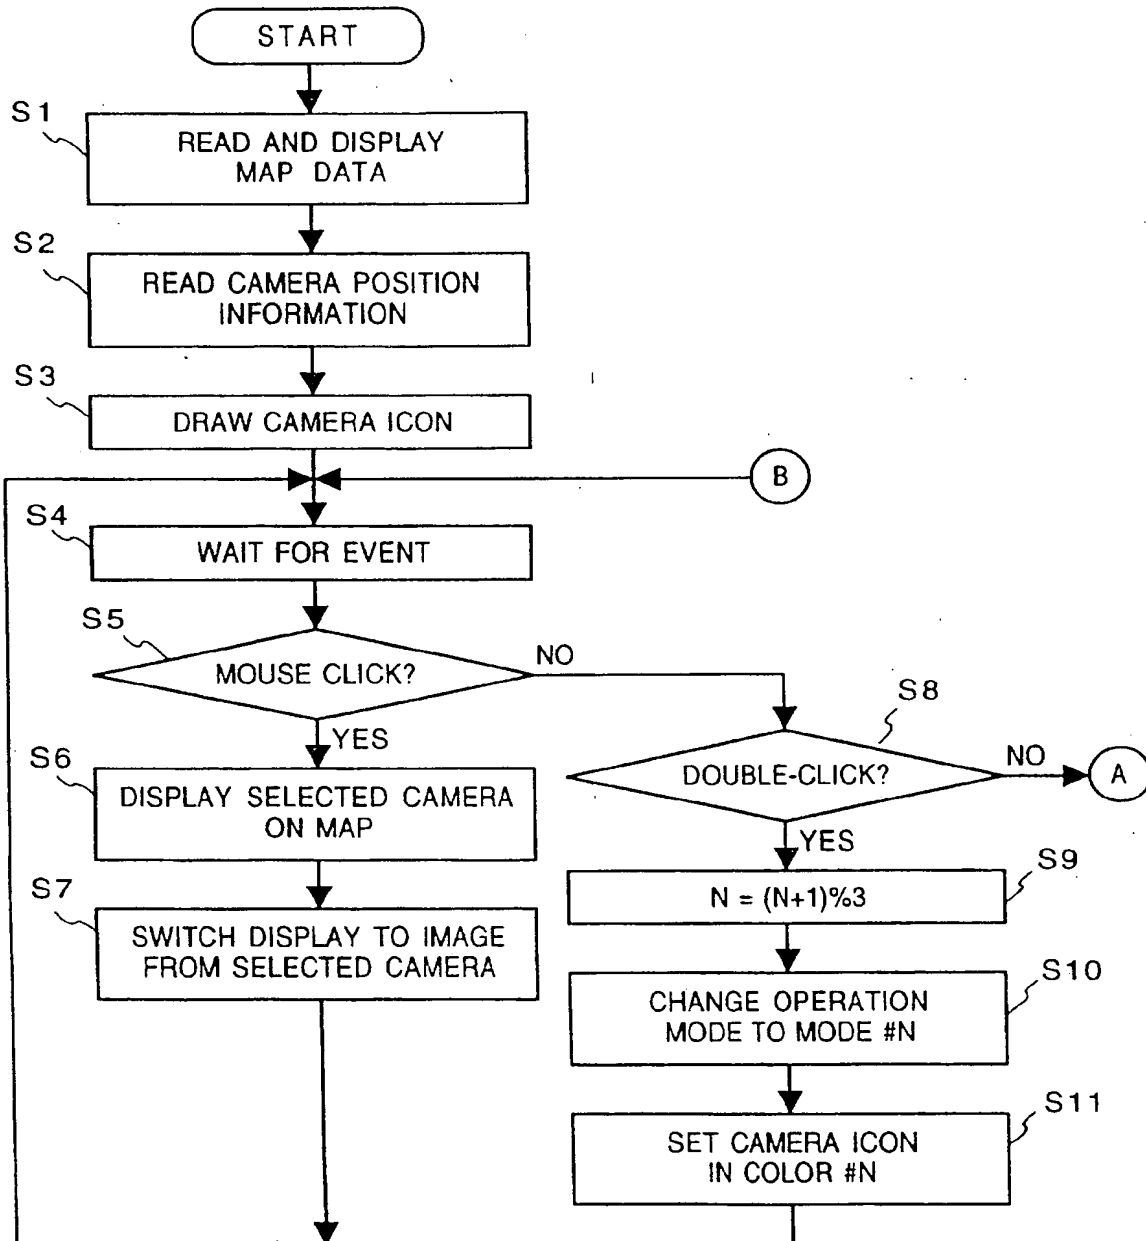 START
S1
READ AND DISPLAY
MAP DATA
S2
READ CAMERA POSITION
INFORMATION
S3
DRAW CAMERA ICON
B
S4
WAIT FOR EVENT
S5
MOUSE CLICK?
NO
YES
S8
DOUBLE-CLICK?
NO
A
YES
S6
DISPLAY SELECTED CAMERA
ON MAP
S9
N = (N+1)%3
S7
SWITCH DISPLAY TO IMAGE
FROM SELECTED CAMERA
S10
CHANGE OPERATION
MODE TO MODE #N
S11
SET CAMERA ICON
IN COLOR #N